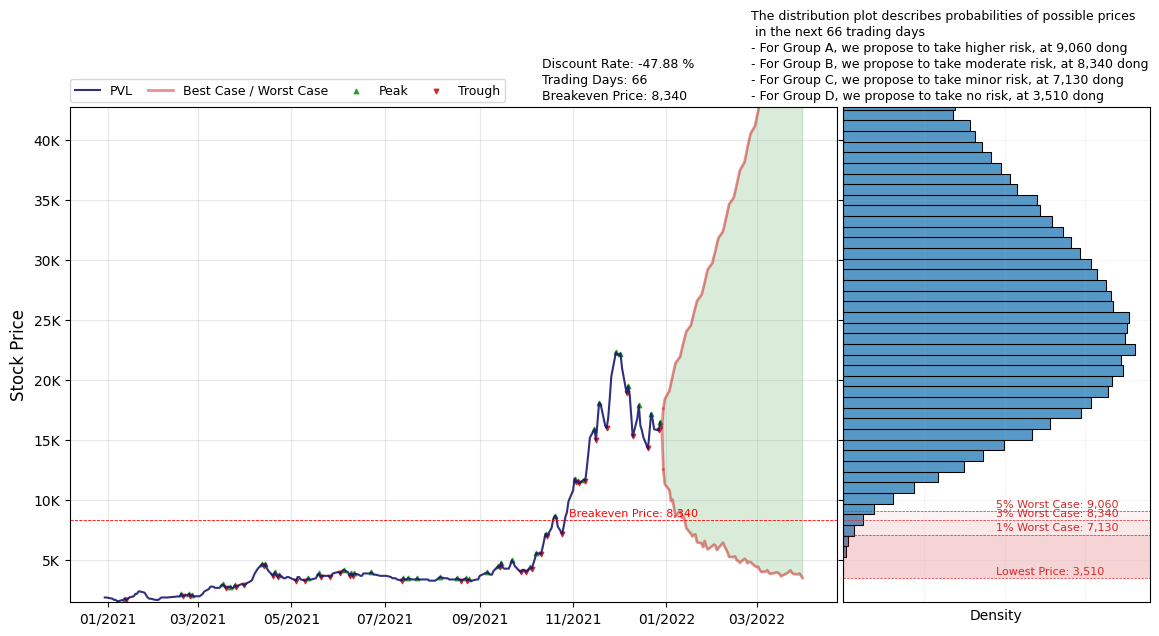 The distribution plot describes probabilities of possible prices
in the next 66 trading days
- For Group A, we propose to take higher risk, at 9,060 dong
- For Group B, we propose to take moderate risk, at 8,340 dong
- For Group C, we propose to take minor risk, at 7,130 dong
- For Group D, we propose to take no risk, at 3,510 dong
Discount Rate: -47.88 %
Trading Days: 66
Breakeven Price: 8,340
PVL
Best Case / Worst Case
Peak
Trough
Stock Price
40K
35K
30K
25K
20K
15K
10K
5K
Breakeven Price: 8,340
5% Worst Case: 9,060
3% Worst Case: 8,340
1% Worst Case: 7,130
Lowest Price: 3,510
01/2021
03/2021
05/2021
07/2021
09/2021
11/2021
01/2022
03/2022
Density